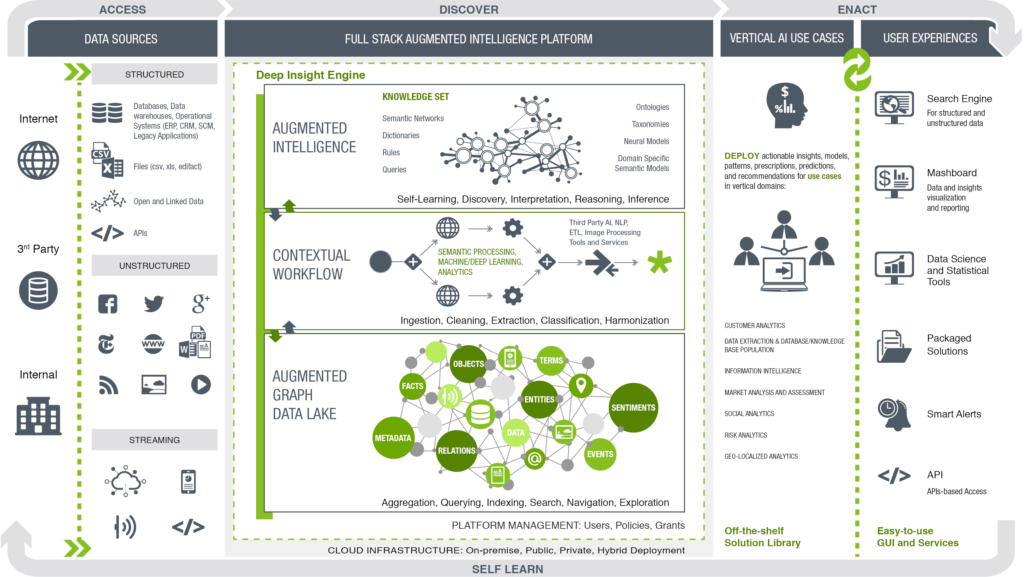 ACCESS
DISCOVER
ENACT
DATA SOURCES
FULL STACK AUGMENTED INTELLIGENCE PLATFORM
VERTICAL AI USE CASES
USER EXPERIENCES
Internet
3rd Party
Internal
STRUCTURED
Databases, Data
warehouses, Operational
Systems (ERP, CRM, SCM,
Legacy Applications)
CSV
X
Files (csv, xls, edifact)
Open and Linked Data
</>
APIs
UNSTRUCTURED
g+
WWW
PDF
W
STREAMING
</>
Deep Insight Engine
AUGMENTED
INTELLIGENCE
KNOWLEDGE SET
Semantic Networks
Dictionaries
Rules
Queries
Ontologies
Taxonomies
Neural Models
Domain Specific
Semantic Models
Self-Learning, Discovery, Interpretation, Reasoning, Inference
CONTEXTUAL
WORKFLOW
SEMANTIC PROCESSING,
MACHINE/DEEP LEARNING,
ANALYTICS
Third Party AI, NLP,
ETL, Image Processing
Tools and Services
Ingestion, Cleaning, Extraction, Classification, Harmonization
AUGMENTED
GRAPH
DATA LAKE
OBJECTS
TERMS
FACTS
ENTITIES
SENTIMENTS
METADATA
DATA
RELATIONS
@
EVENTS
Aggregation, Querying, Indexing, Search, Navigation, Exploration
PLATFORM MANAGEMENT: Users, Policies, Grants
CLOUD INFRASTRUCTURE: On-premise, Public, Private, Hybrid Deployment
$
%
DEPLOY actionable insights, models,
patterns, prescriptions, predictions,
and recommendations for use cases
in vertical domains:
CUSTOMER ANALYTICS
DATA EXTRACTION & DATABASE/KNOWLEDGE
BASE POPULATION
INFORMATION INTELLIGENCE
MARKET ANALYSIS AND ASSESSMENT
SOCIAL ANALYTICS
RISK ANALYTICS
GEO-LOCALIZED ANALYTICS
Off-the-shelf
Solution Library
Search Engine
For structured and
unstructured data
$
Mashboard
Data and insights
visualization
and reporting
Data Science
and Statistical
Tools
Packaged
Solutions
Smart Alerts
</>
API
APIs-based Access
Easy-to-use
GUI and Services
SELF LEARN